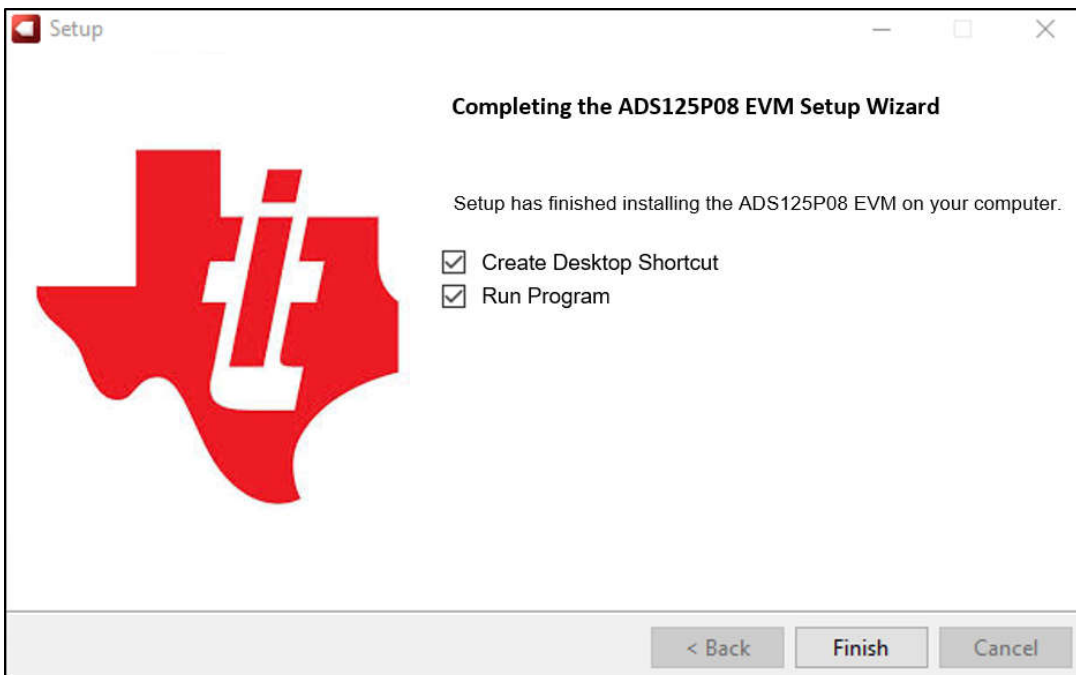 Setup
Completing the ADS125P08 EVM Setup Wizard
Setup has finished installing the ADS125P08 EVM on your computer.
Create Desktop Shortcut
Run Program
< Back Finish Cancel